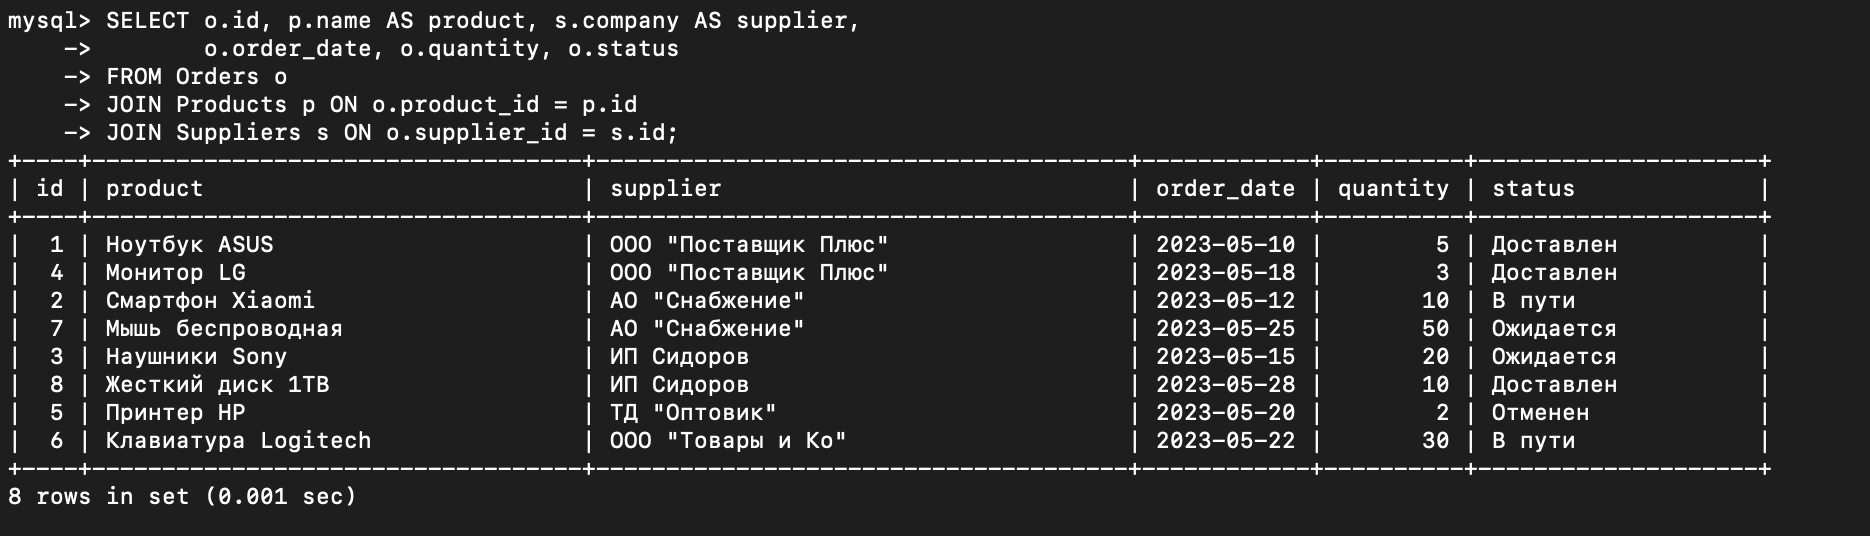 mysql> SELECT o.id, p.name AS product, s.company AS supplier,
    ->        o.order_date, o.quantity, o.status
    -> FROM Orders o
    -> JOIN Products p ON o.product_id = p.id
    -> JOIN Suppliers s ON o.supplier_id = s.id;
+----+-----------------------------------+--------------------------------------+------------+----------+--------------------+
| id | product                           | supplier                             | order_date | quantity | status             |
+----+-----------------------------------+--------------------------------------+------------+----------+--------------------+
|  1 | Ноутбук ASUS                      | ООО "Поставщик Плюс"                 | 2023-05-10 |        5 | Доставлен          |
|  4 | Монитор LG                        | ООО "Поставщик Плюс"                 | 2023-05-18 |        3 | Доставлен          |
|  2 | Смартфон Xiaomi                   | АО "Снабжение"                       | 2023-05-12 |       10 | В пути             |
|  7 | Мышь беспроводная                 | АО "Снабжение"                       | 2023-05-25 |       50 | Ожидается          |
|  3 | Наушники Sony                     | ИП Сидоров                           | 2023-05-15 |       20 | Ожидается          |
|  8 | Жесткий диск 1TB                  | ИП Сидоров                           | 2023-05-28 |       10 | Доставлен          |
|  5 | Принтер HP                        | ТД "Оптовик"                         | 2023-05-20 |        2 | Отменен            |
|  6 | Клавиатура Logitech               | ООО "Товары и Ко"                    | 2023-05-22 |       30 | В пути             |
+----+-----------------------------------+--------------------------------------+------------+----------+--------------------+
8 rows in set (0.001 sec)